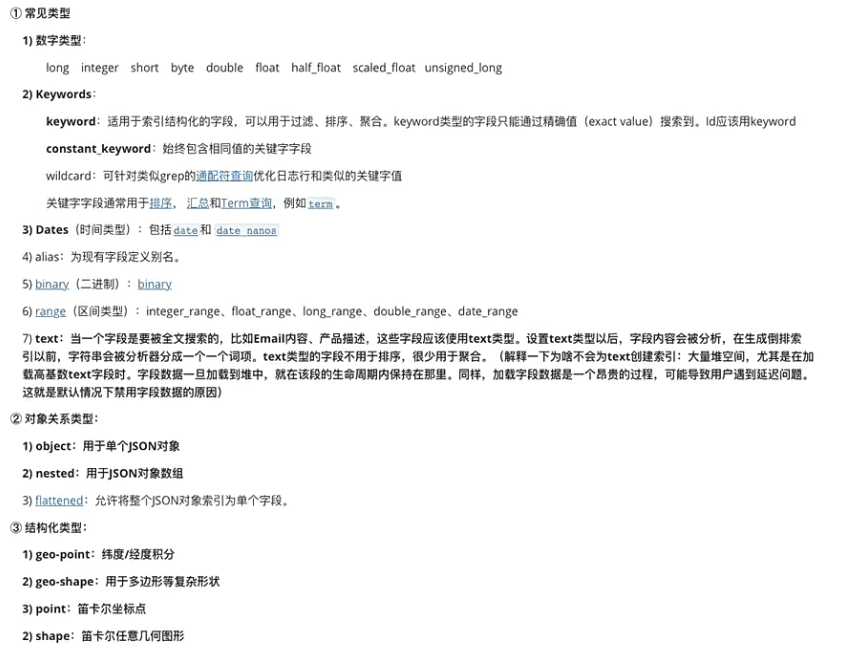 ① 常见类型
1) 数字类型：
long integer short byte double float half_float scaled_float unsigned_long
2) Keywords：
keyword：适用于索引结构化的字段，可以用于过滤、排序、聚合。keyword类型的字段只能通过精确值（exact value）搜索到。Id应该用keyword
constant_keyword：始终包含相同值的关键字字段
wildcard：可针对类似grep的通配符查询优化日志行和类似的关键字值
关键字字段通常用于排序， 汇总和Term查询，例如 term 。
3) Dates（时间类型）：包括 date 和 date_nanos
4) alias：为现有字段定义别名。
5) binary（二进制）：binary
6) range（区间类型）：integer_range、float_range、long_range、double_range、date_range
7) text：当一个字段是要被全文搜索的，比如Email内容、产品描述，这些字段应该使用text类型。设置text类型以后，字段内容会被分析，在生成倒排索
引以前，字符串会被分析器分成一个一个词项。text类型的字段不用于排序，很少用于聚合。（解释一下为啥不会为text创建索引：大量堆空间，尤其是在加
载高基数text字段时。字段数据一旦加载到堆中，就在该段的生命周期内保持在那里。同样，加载字段数据是一个昂贵的过程，可能导致用户遇到延迟问题。
这就是默认情况下禁用字段数据的原因）
② 对象关系类型：
1) object：用于单个JSON对象
2) nested：用于JSON对象数组
3) flattened：允许将整个JSON对象索引为单个字段。
③ 结构化类型：
1) geo-point：纬度/经度积分
2) geo-shape：用于多边形等复杂形状
3) point：笛卡尔坐标点
2) shape：笛卡尔任意几何图形